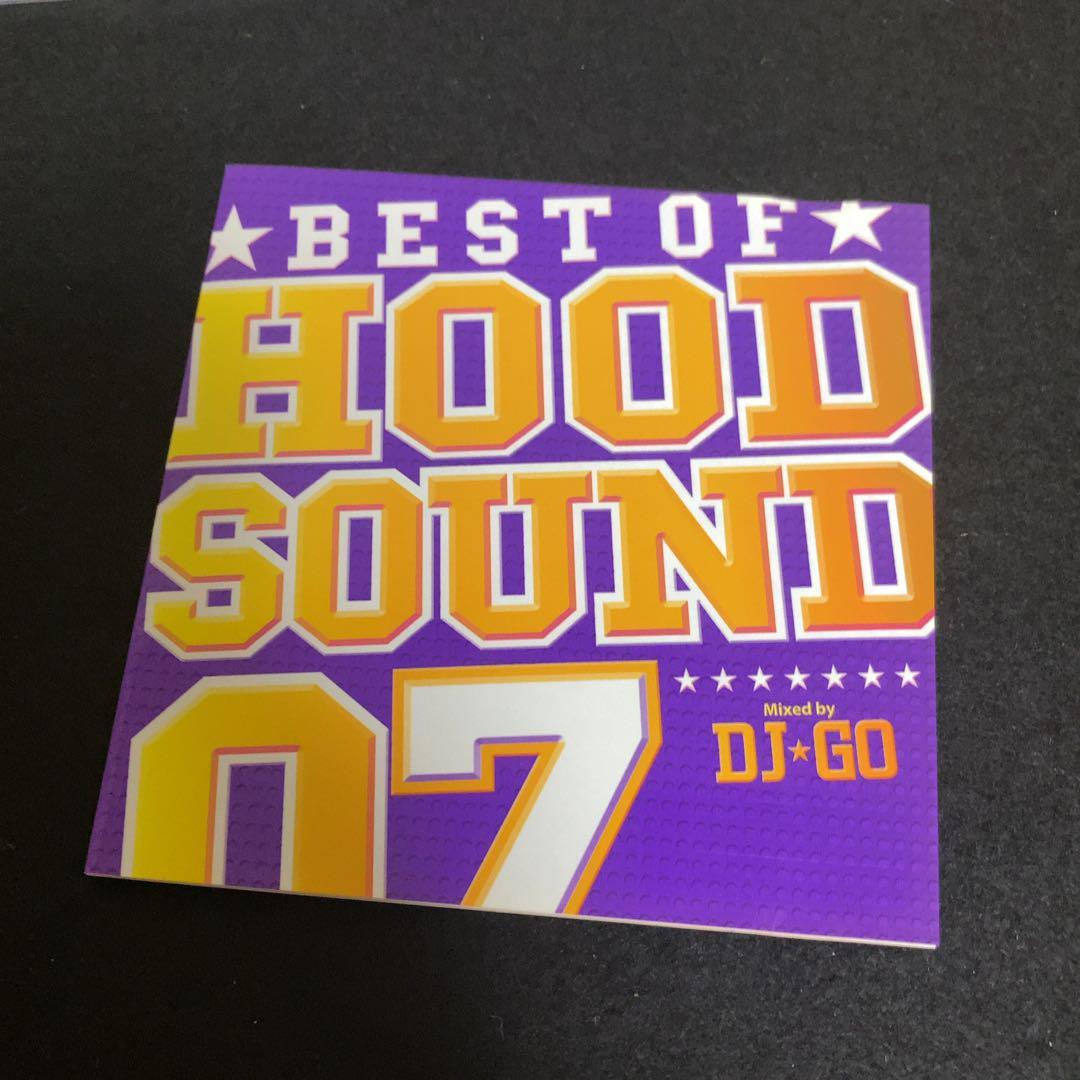 ★BEST OF★
HOOD
SOUND
07
★★★★★★★
Mixed by
DJ★GO